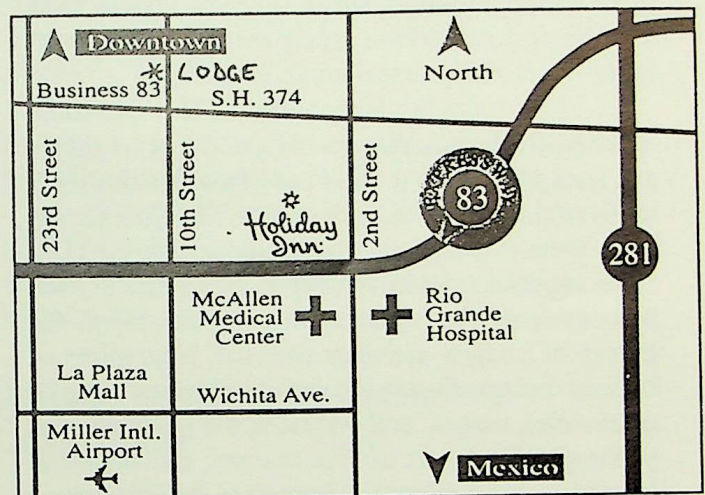 Downtown
* LODGE
North
Business 83
S.H. 374
23rd Street
10th Street
2nd Street
EXPRESSWAY
83
Holiday
Inn
281
McAllen
Medical
Center
Rio
Grande
Hospital
La Plaza
Mall
Wichita Ave.
Miller Intl.
Airport
Mexico